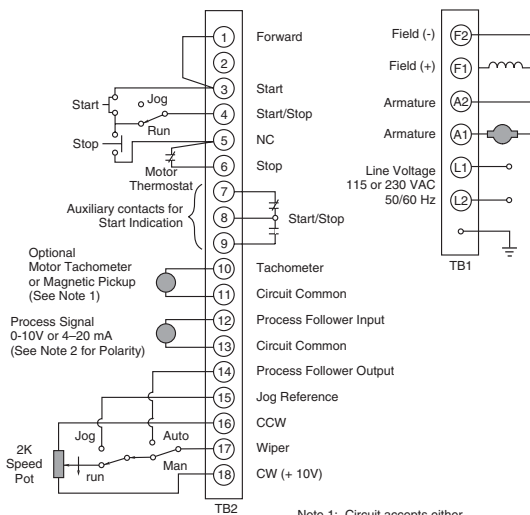 1 Forward
2
3 Start
4 Start/Stop
5 NC
6 Stop
7
8 Start/Stop
9
10 Tachometer
11 Circuit Common
12 Process Follower Input
13 Circuit Common
14 Process Follower Output
15 Jog Reference
16 CCW
17 Wiper
18 CW (+ 10V)
TB2
Start
Jog
Run
Stop
Motor
Thermostat
Auxiliary contacts for
Start Indication
Optional
Motor Tachometer
or Magnetic Pickup
(See Note 1)
Process Signal
0-10V or 4–20 mA
(See Note 2 for Polarity)
2K
Speed
Pot
Jog
run
Auto
Man
Field (-) F2
Field (+) F1
Armature A2
Armature A1
Line Voltage
115 or 230 VAC
50/60 Hz
L1
L2
TB1
Note 1: Circuit accepts either